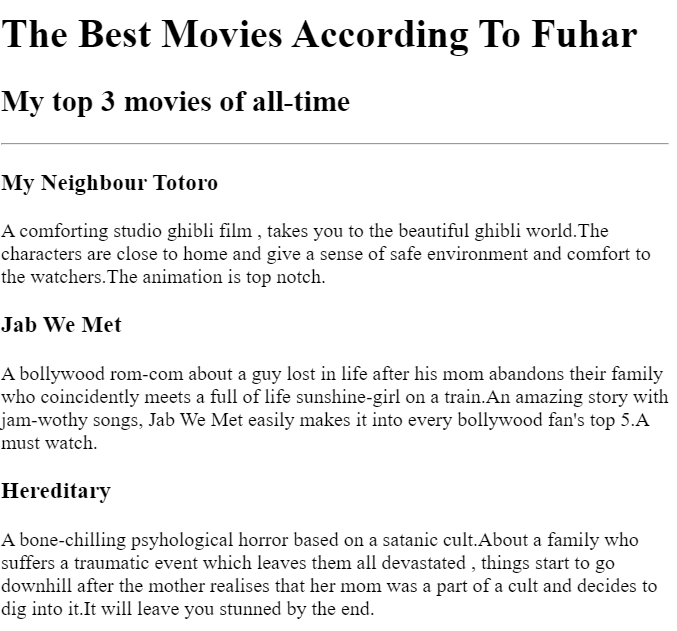 The Best Movies According To Fuhar
My top 3 movies of all-time
My Neighbour Totoro
A comforting studio ghibli film , takes you to the beautiful ghibli world.The
characters are close to home and give a sense of safe environment and comfort to
the watchers.The animation is top notch.
Jab We Met
A bollywood rom-com about a guy lost in life after his mom abandons their family
who coincidently meets a full of life sunshine-girl on a train.An amazing story with
jam-wothy songs, Jab We Met easily makes it into every bollywood fan's top 5.A
must watch.
Hereditary
A bone-chilling psyhological horror based on a satanic cult.About a family who
suffers a traumatic event which leaves them all devastated , things start to go
downhill after the mother realises that her mom was a part of a cult and decides to
dig into it.It will leave you stunned by the end.